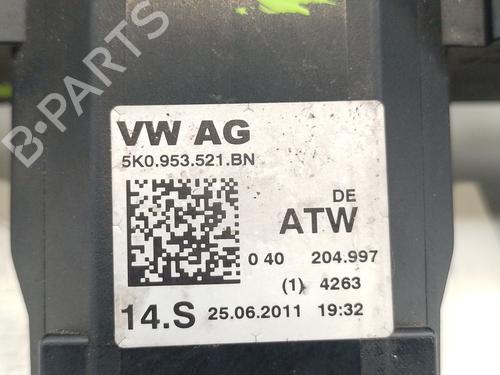 B-PARTS
VW AG
5K0.953.521.BN
DE
ATW
0 40 204.997
(1) 4263
14.S 25.06.2011 19:32